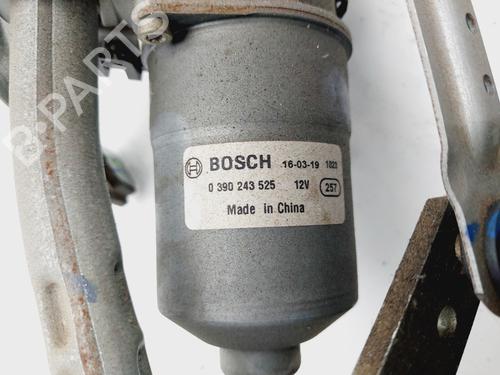 B-PARTS
BOSCH 16-03-19 1023
0 390 243 525 12V 257
Made in China